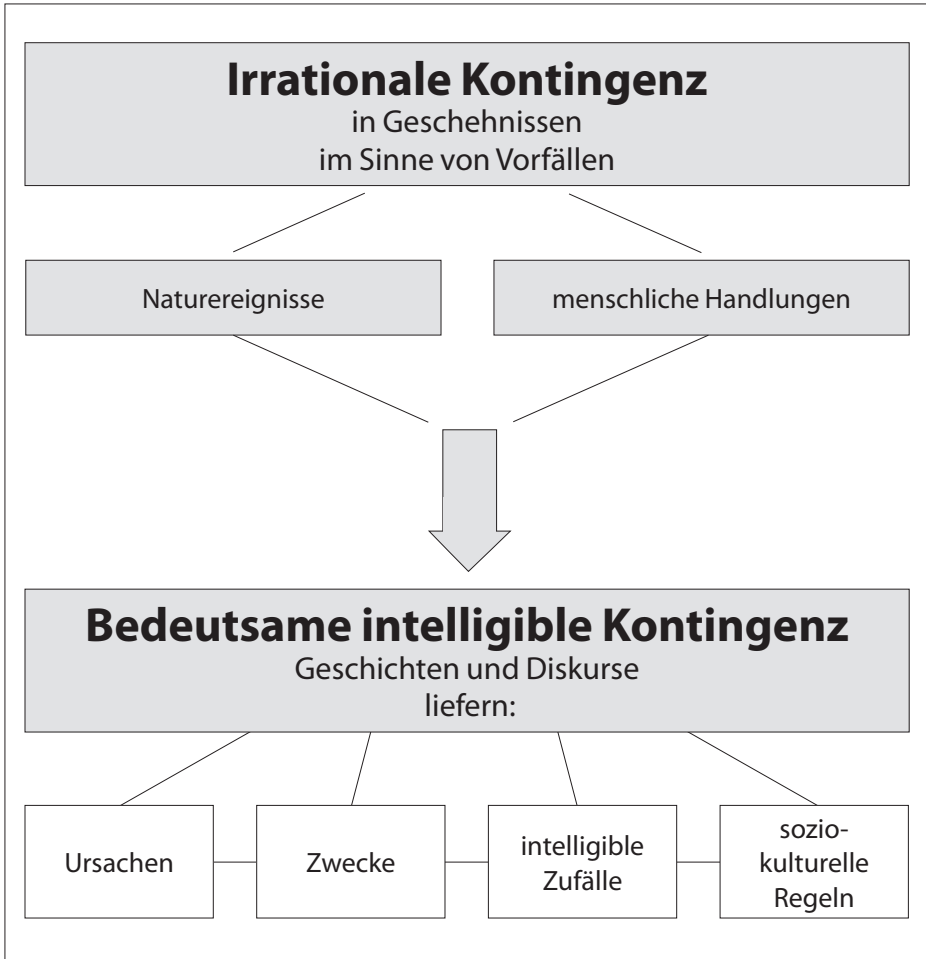 Irrationale Kontingenz
in Geschehnissen
im Sinne von Vorfällen
Naturereignisse
menschliche Handlungen
Bedeutsame intelligible Kontingenz
Geschichten und Diskurse
liefern:
Ursachen
Zwecke
intelligible
Zufälle
sozio-
kulturelle
Regeln